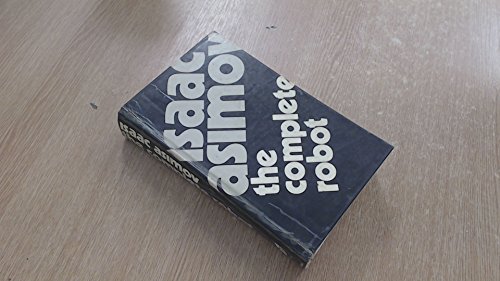 isaac
asimov
the
complete
robot
isaac asimov